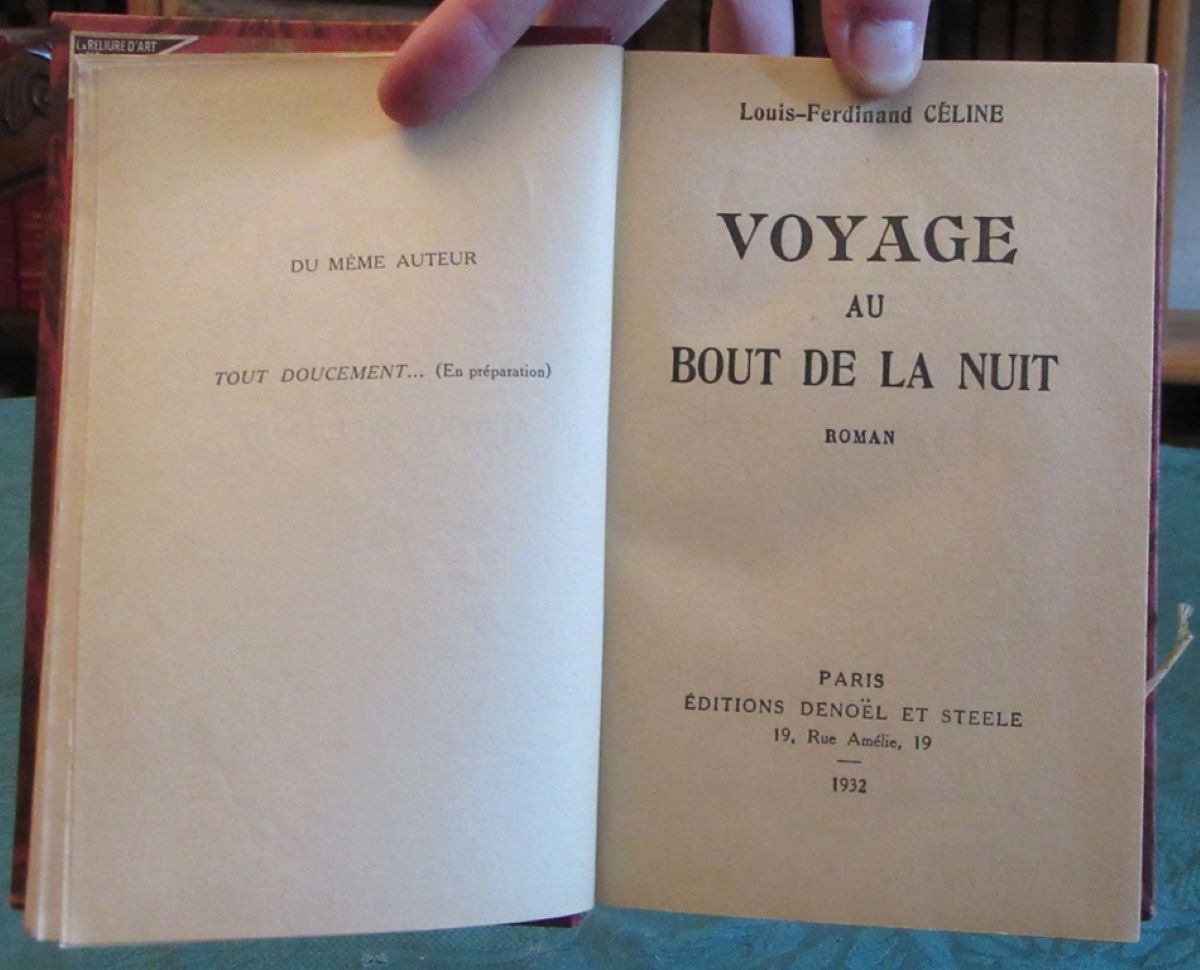 La RELIURE D'ART
DU MÊME AUTEUR
TOUT DOUCEMENT... (En préparation)
Louis-Ferdinand CÉLINE
VOYAGE
AU
BOUT DE LA NUIT
ROMAN
PARIS
ÉDITIONS DENOËL ET STEELE
19, Rue Amélie, 19
1932